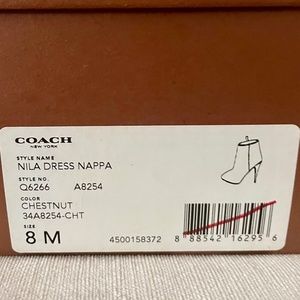 COACH
NEW YORK
STYLE NAME
NILA DRESS NAPPA
STYLE NO.
Q6266 A8254
COLOR
CHESTNUT
34A8254-CHT
SIZE
8 M
4500158372
8 88542 16295 6